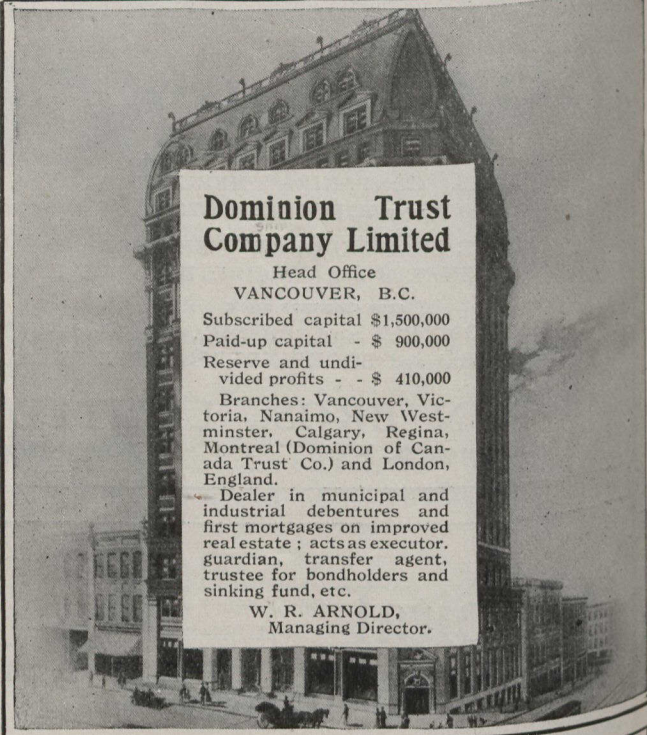 Dominion Trust
Company Limited
Head Office
VANCOUVER, B.C.
Subscribed capital $1,500,000
Paid-up capital - $ 900,000
Reserve and undi-
vided profits - - $ 410,000
Branches: Vancouver, Vic-
toria, Nanaimo, New West-
minster, Calgary, Regina,
Montreal (Dominion of Can-
ada Trust Co.) and London,
England.
Dealer in municipal and
industrial debentures and
first mortgages on improved
real estate; acts as executor.
guardian, transfer agent,
trustee for bondholders and
sinking fund, etc.
W. R. ARNOLD,
Managing Director.